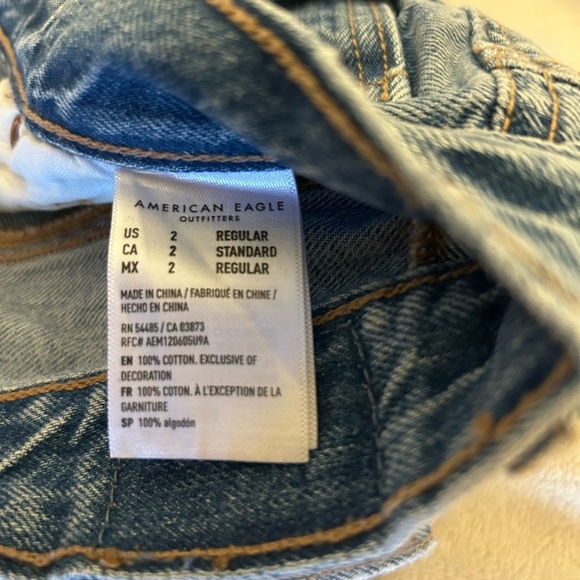 AMERICAN EAGLE
OUTFITTERS
US 2 REGULAR
CA 2 STANDARD
MX 2 REGULAR
MADE IN CHINA / FABRIQUÉ EN CHINE /
HECHO EN CHINA
RN 54485 / CA 03873
RFC# AEM120605U9A
EN 100% COTTON. EXCLUSIVE OF
DECORATION
FR 100% COTON. À L'EXCEPTION DE LA
GARNITURE
SP 100% algodón